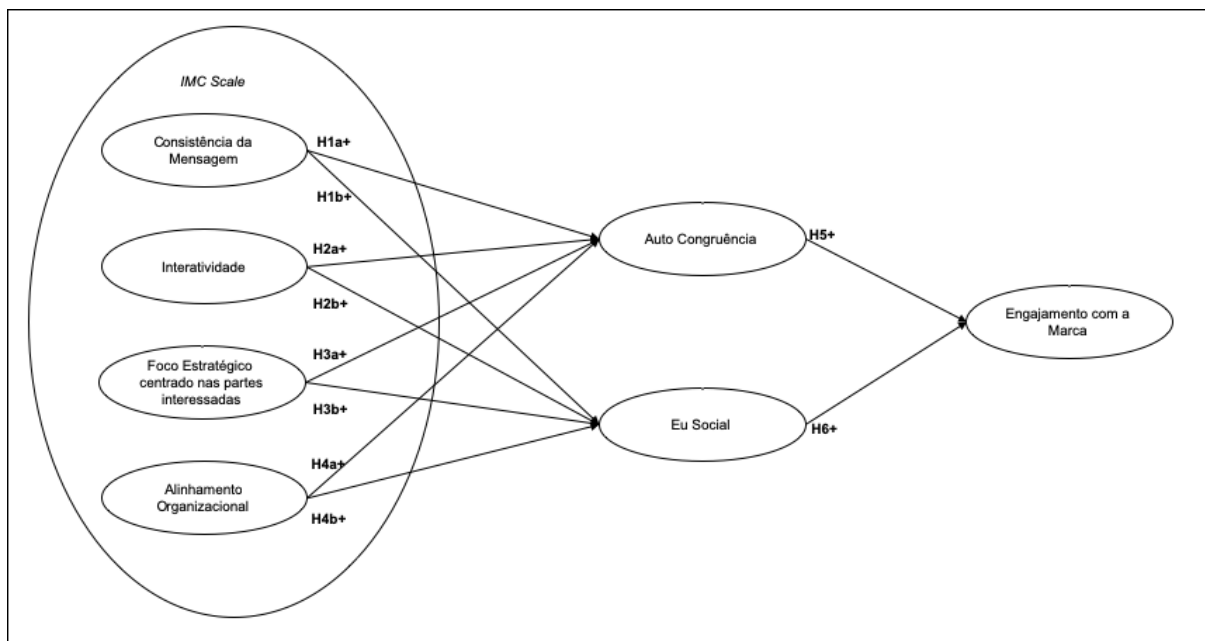 IMC Scale
Consistência da
Mensagem
H1a+
H1b+
Interatividade
H2a+
H2b+
Foco Estratégico
centrado nas partes
interessadas
H3a+
H3b+
Alinhamento
Organizacional
H4a+
H4b+
Auto Congruência
H5+
Eu Social
H6+
Engajamento com a
Marca